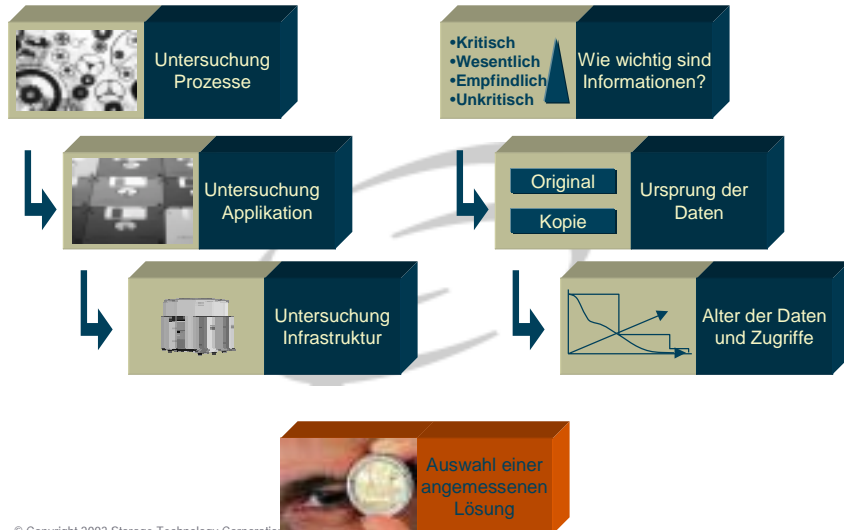 Untersuchung
Prozesse
Untersuchung
Applikation
Untersuchung
Infrastruktur
•Kritisch
•Wesentlich
•Empfindlich
•Unkritisch
Wie wichtig sind
Informationen?
Original
Kopie
Ursprung der
Daten
Alter der Daten
und Zugriffe
Auswahl einer
angemessenen
Lösung
© Copyright 2003 Storage Technology Corporation